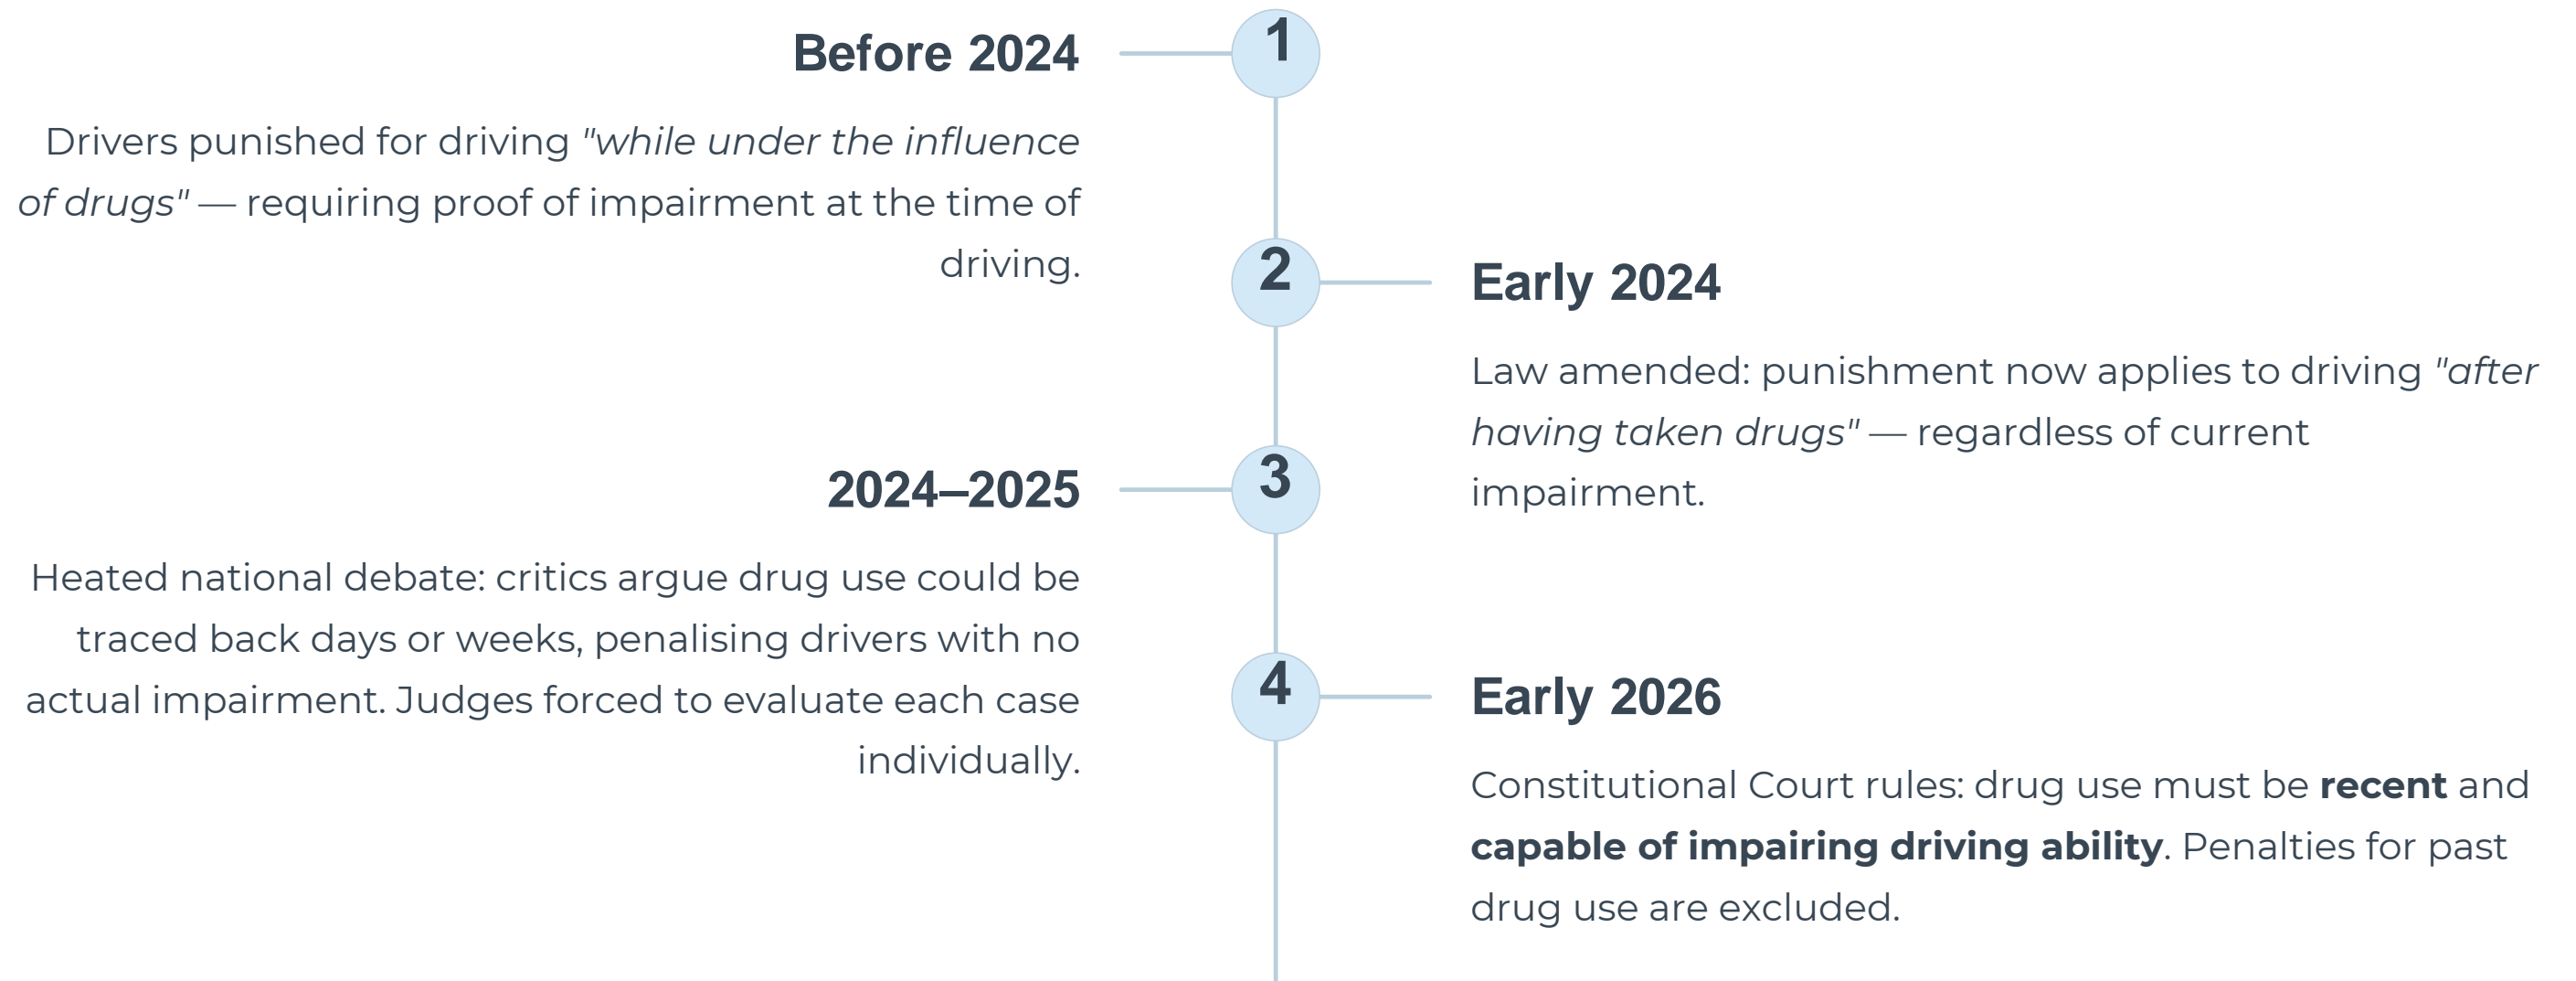 1
Before 2024
Drivers punished for driving "while under the influence
of drugs" — requiring proof of impairment at the time of
driving.
2
Early 2024
Law amended: punishment now applies to driving "after
having taken drugs" — regardless of current
impairment.
3
2024–2025
Heated national debate: critics argue drug use could be
traced back days or weeks, penalising drivers with no
actual impairment. Judges forced to evaluate each case
individually.
4
Early 2026
Constitutional Court rules: drug use must be recent and
capable of impairing driving ability. Penalties for past
drug use are excluded.